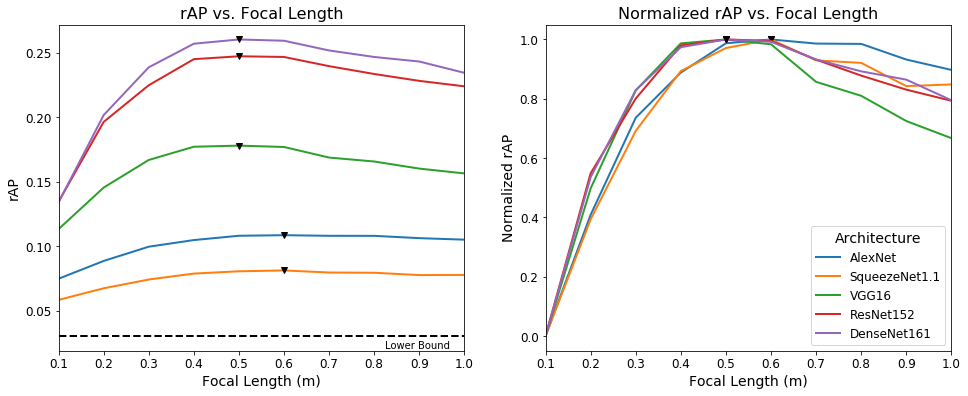 rAP vs. Focal Length
rAP
0.25
0.20
0.15
0.10
0.05
Lower Bound
0.1 0.2 0.3 0.4 0.5 0.6 0.7 0.8 0.9 1.0
Focal Length (m)
Normalized rAP vs. Focal Length
Normalized rAP
1.0
0.8
0.6
0.4
0.2
0.0
Architecture
AlexNet
SqueezeNet1.1
VGG16
ResNet152
DenseNet161
0.1 0.2 0.3 0.4 0.5 0.6 0.7 0.8 0.9 1.0
Focal Length (m)